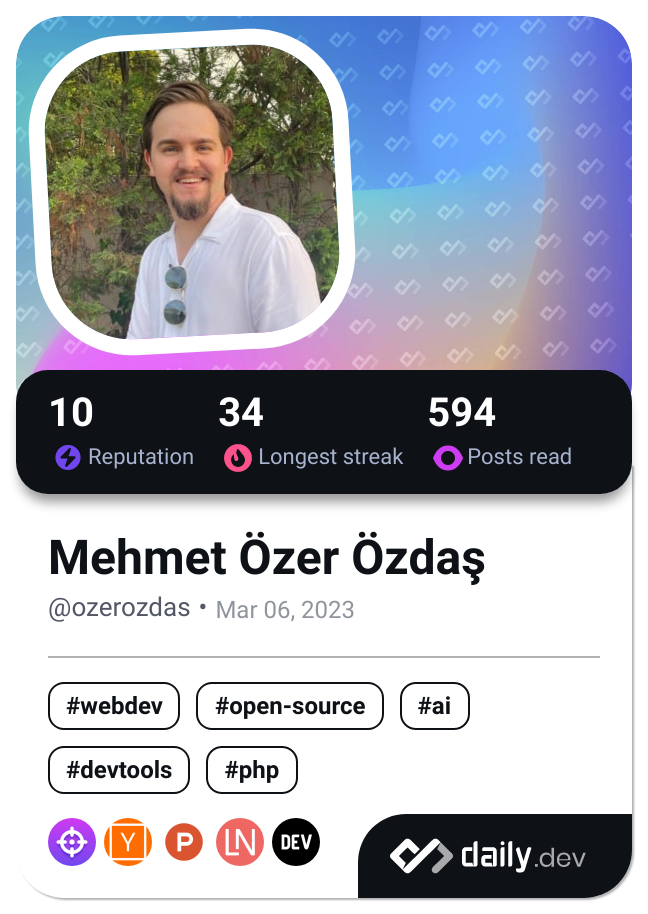 10 34 594
Reputation Longest streak Posts read
Mehmet Özer Özdaş
@ozerozdas • Mar 06, 2023
#webdev #open-source #ai
#devtools #php
Y P LN DEV
daily.dev